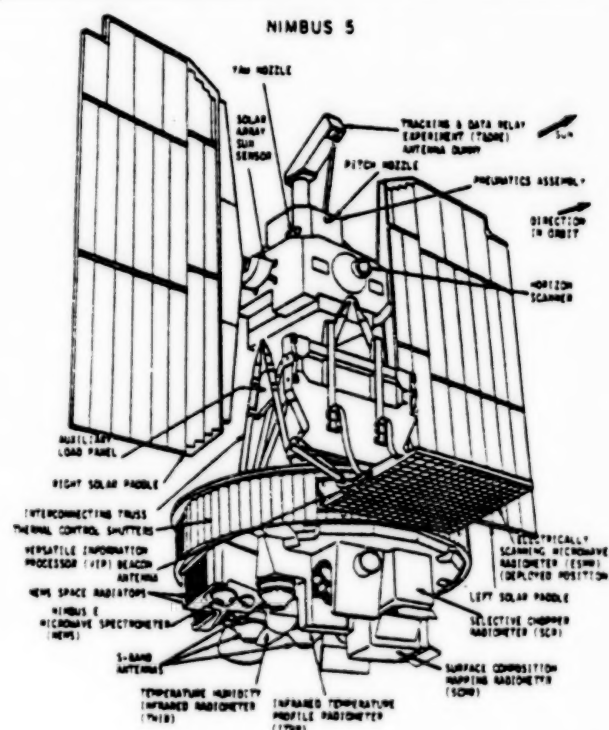 NIMBUS 5
YAW NOZZLE
SOLAR
ARRAY
SUN
SENSOR
TRACKING & DATA RELAY
EXPERIMENT (T&DRE)
ANTENNA DUMMY
SUN
PITCH NOZZLE
PNEUMATICS ASSEMBLY
DIRECTION
IN ORBIT
HORIZON
SCANNER
AUXILIARY
LOAD PANEL
RIGHT SOLAR PADDLE
INTERCONNECTING TRUSS
THERMAL CONTROL SHUTTERS
VERSATILE INFORMATION
PROCESSOR (VIP) BEACON
ANTENNA
NEMS SPACE RADIATORS
NIMBUS E
MICROWAVE SPECTROMETER
(NEMS)
S-BAND
ANTENNAS
TEMPERATURE HUMIDITY
INFRARED RADIOMETER
(THIR)
INFRARED TEMPERATURE
PROFILE RADIOMETER
(ITPR)
ELECTRICALLY
SCANNING MICROWAVE
RADIOMETER (ESMR)
(DEPLOYED POSITION)
LEFT SOLAR PADDLE
SELECTIVE CHOPPER
RADIOMETER (SCR)
SURFACE COMPOSITION
MAPPING RADIOMETER
(SCMR)